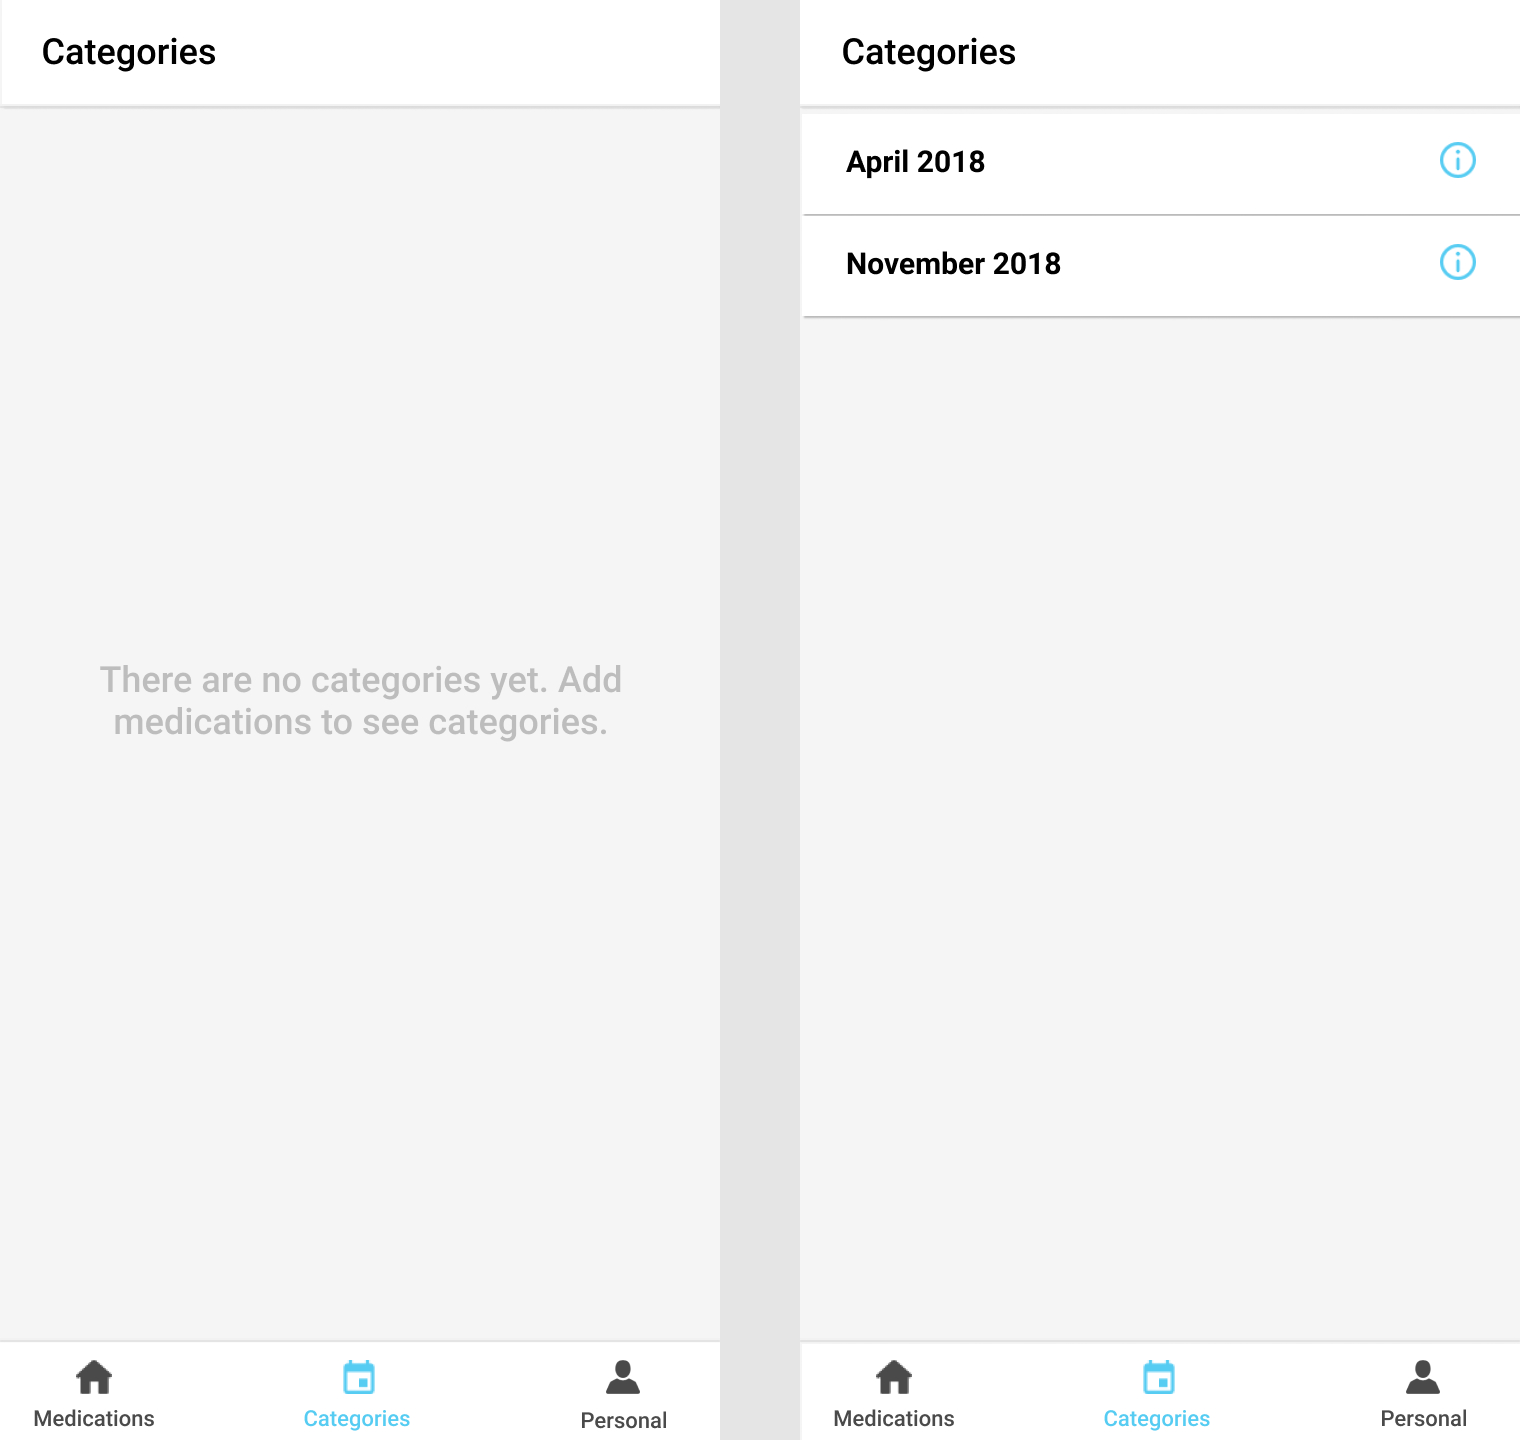 Categories
There are no categories yet. Add
medications to see categories.
Medications
Categories
Personal
Categories
April 2018
November 2018
Medications
Categories
Personal